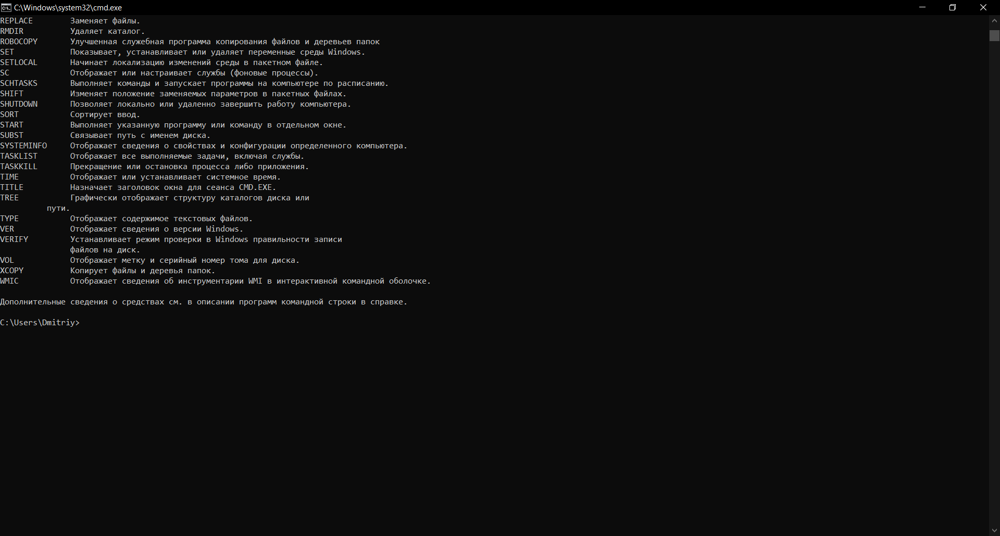 C:\Windows\system32\cmd.exe
REPLACE        Заменяет файлы.
RMDIR          Удаляет каталог.
ROBOCOPY       Улучшенная служебная программа копирования файлов и деревьев папок
SET            Показывает, устанавливает или удаляет переменные среды Windows.
SETLOCAL       Начинает локализацию изменений среды в пакетном файле.
SC             Отображает или настраивает службы (фоновые процессы).
SCHTASKS       Выполняет команды и запускает программы на компьютере по расписанию.
SHIFT          Изменяет положение заменяемых параметров в пакетных файлах.
SHUTDOWN       Позволяет локально или удаленно завершить работу компьютера.
SORT           Сортирует ввод.
START          Выполняет указанную программу или команду в отдельном окне.
SUBST          Связывает путь с именем диска.
SYSTEMINFO     Отображает сведения о свойствах и конфигурации определенного компьютера.
TASKLIST       Отображает все выполняемые задачи, включая службы.
TASKKILL       Прекращение или остановка процесса либо приложения.
TIME           Отображает или устанавливает системное время.
TITLE          Назначает заголовок окна для сеанса CMD.EXE.
TREE           Графически отображает структуру каталогов диска или
          пути.
TYPE           Отображает содержимое текстовых файлов.
VER            Отображает сведения о версии Windows.
VERIFY         Устанавливает режим проверки в Windows правильности записи
               файлов на диск.
VOL            Отображает метку и серийный номер тома для диска.
XCOPY          Копирует файлы и деревья папок.
WMIC           Отображает сведения об инструментарии WMI в интерактивной командной оболочке.
Дополнительные сведения о средствах см. в описании программ командной строки в справке.
C:\Users\Dmitriy>